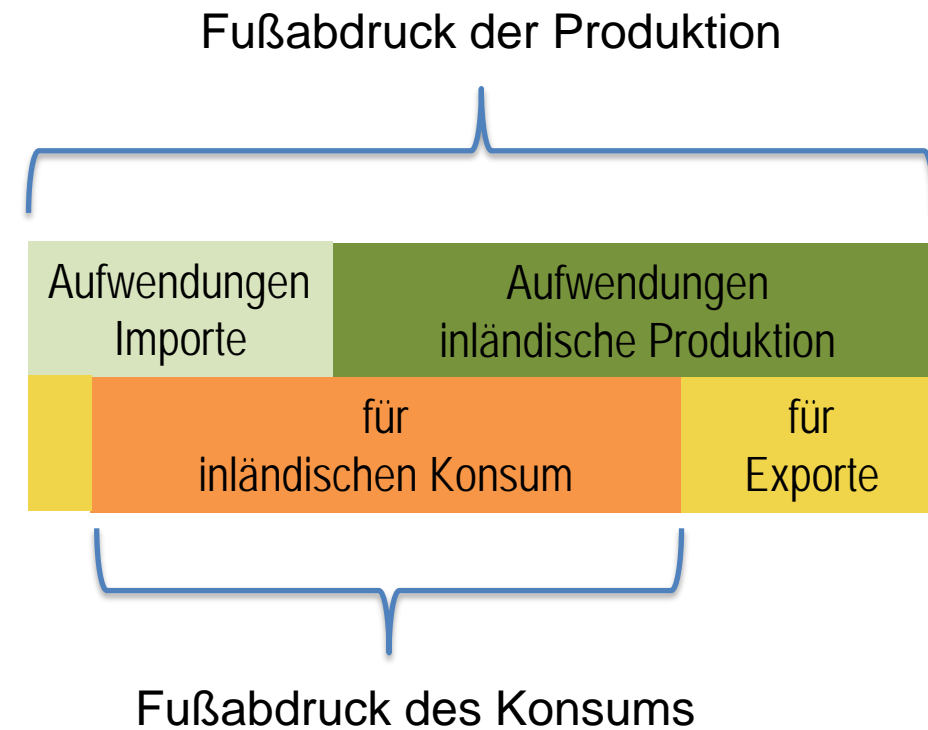 Fußabdruck der Produktion
Aufwendungen
Importe
Aufwendungen
inländische Produktion
für
inländischen Konsum
für
Exporte
Fußabdruck des Konsums